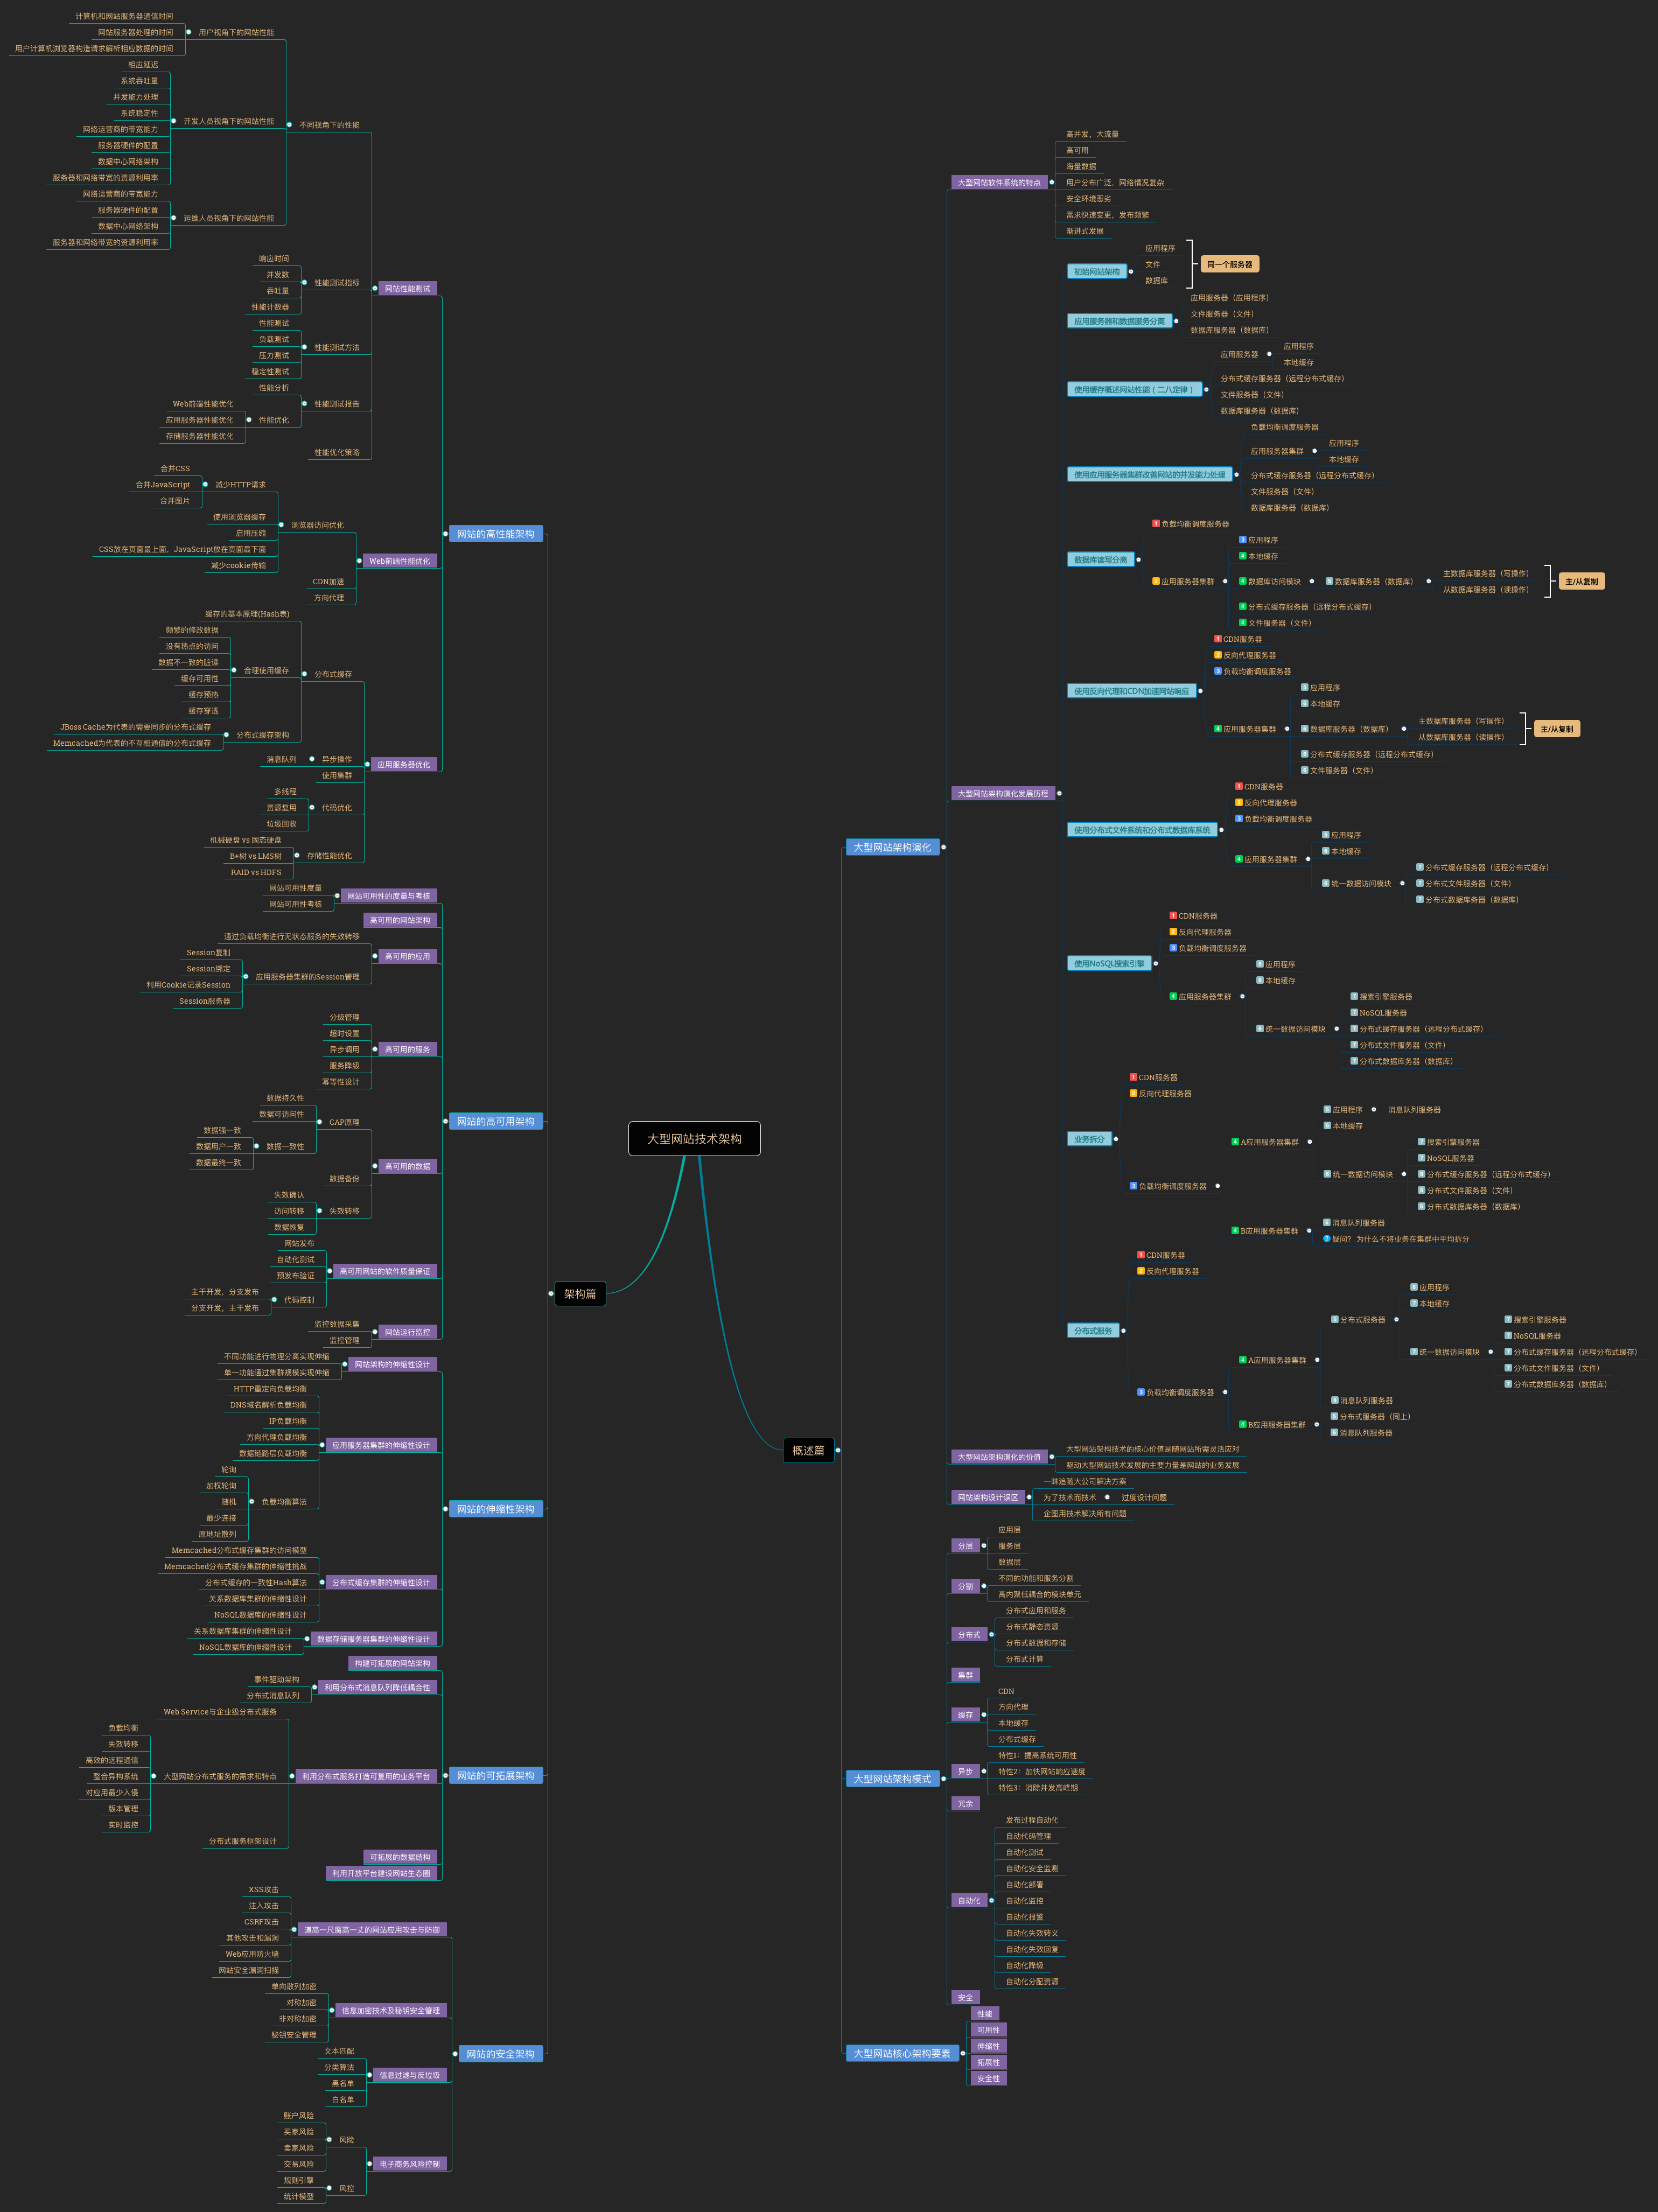 大型网站技术架构
概述篇
大型网站架构演化
大型网站软件系统的特点
高并发，大流量
高可用
海量数据
用户分布广泛，网络情况复杂
安全环境恶劣
需求快速变更，发布频繁
渐进式发展
大型网站架构演化发展历程
初始网站架构
应用程序
文件
数据库
同一个服务器
应用服务器和数据服务分离
应用服务器（应用程序）
文件服务器（文件）
数据库服务器（数据库）
使用缓存概述网站性能（二八定律）
应用服务器
应用程序
本地缓存
分布式缓存服务器（远程分布式缓存）
文件服务器（文件）
数据库服务器（数据库）
使用应用服务器集群改善网站的并发能力处理
负载均衡调度服务器
应用服务器集群
应用程序
本地缓存
分布式缓存服务器（远程分布式缓存）
文件服务器（文件）
数据库服务器（数据库）
数据库读写分离
1 负载均衡调度服务器
2 应用服务器集群
3 应用程序
4 本地缓存
4 数据库访问模块
5 数据库服务器（数据库）
主数据库服务器（写操作）
从数据库服务器（读操作）
主/从复制
4 分布式缓存服务器（远程分布式缓存）
4 文件服务器（文件）
使用反向代理和CDN加速网站响应
1 CDN服务器
2 反向代理服务器
3 负载均衡调度服务器
4 应用服务器集群
5 应用程序
6 本地缓存
6 数据库服务器（数据库）
主数据库服务器（写操作）
从数据库服务器（读操作）
主/从复制
6 分布式缓存服务器（远程分布式缓存）
6 文件服务器（文件）
使用分布式文件系统和分布式数据库系统
1 CDN服务器
2 反向代理服务器
3 负载均衡调度服务器
4 应用服务器集群
5 应用程序
6 本地缓存
6 统一数据访问模块
7 分布式缓存服务器（远程分布式缓存）
7 分布式文件服务器（文件）
7 分布式数据库务器（数据库）
使用NoSQL搜索引擎
1 CDN服务器
2 反向代理服务器
3 负载均衡调度服务器
4 应用服务器集群
5 应用程序
6 本地缓存
6 统一数据访问模块
7 搜索引擎服务器
7 NoSQL服务器
7 分布式缓存服务器（远程分布式缓存）
7 分布式文件服务器（文件）
7 分布式数据库务器（数据库）
业务拆分
1 CDN服务器
2 反向代理服务器
3 负载均衡调度服务器
4 A应用服务器集群
5 应用程序
消息队列服务器
6 本地缓存
6 统一数据访问模块
7 搜索引擎服务器
7 NoSQL服务器
6 分布式缓存服务器（远程分布式缓存）
6 分布式文件服务器（文件）
6 分布式数据库务器（数据库）
4 B应用服务器集群
6 消息队列服务器
? 疑问？ 为什么不将业务在集群中平均拆分
分布式服务
1 CDN服务器
2 反向代理服务器
3 负载均衡调度服务器
4 A应用服务器集群
5 分布式服务器
6 应用程序
7 本地缓存
7 统一数据访问模块
7 搜索引擎服务器
7 NoSQL服务器
7 分布式缓存服务器（远程分布式缓存）
7 分布式文件服务器（文件）
7 分布式数据库务器（数据库）
6 消息队列服务器
4 B应用服务器集群
5 分布式服务器（同上）
6 消息队列服务器
大型网站架构演化的价值
大型网站架构技术的核心价值是随网站所需灵活应对
驱动大型网站技术发展的主要力量是网站的业务发展
网站架构设计误区
一味追随大公司解决方案
为了技术而技术
过度设计问题
企图用技术解决所有问题
大型网站架构模式
分层
应用层
服务层
数据层
分割
不同的功能和服务分割
高内聚低耦合的模块单元
分布式
分布式应用和服务
分布式静态资源
分布式数据和存储
分布式计算
集群
缓存
CDN
方向代理
本地缓存
分布式缓存
异步
特性1：提高系统可用性
特性2：加快网站响应速度
特性3：消除并发高峰期
冗余
自动化
发布过程自动化
自动代码管理
自动化测试
自动化安全监测
自动化部署
自动化监控
自动化报警
自动化失效转义
自动化失效回复
自动化降级
自动化分配资源
安全
大型网站核心架构要素
性能
可用性
伸缩性
拓展性
安全性
架构篇
网站的高性能架构
网站性能测试
不同视角下的性能
用户视角下的网站性能
计算机和网站服务器通信时间
网站服务器处理的时间
用户计算机浏览器构造请求解析相应数据的时间
开发人员视角下的网站性能
相应延迟
系统吞吐量
并发能力处理
系统稳定性
网络运营商的带宽能力
服务器硬件的配置
数据中心网络架构
服务器和网络带宽的资源利用率
运维人员视角下的网站性能
网络运营商的带宽能力
服务器硬件的配置
数据中心网络架构
服务器和网络带宽的资源利用率
性能测试指标
响应时间
并发数
吞吐量
性能计数器
性能测试方法
性能测试
负载测试
压力测试
稳定性测试
性能测试报告
性能分析
性能优化
Web前端性能优化
应用服务器性能优化
存储服务器性能优化
性能优化策略
Web前端性能优化
浏览器访问优化
减少HTTP请求
合并CSS
合并JavaScript
合并图片
使用浏览器缓存
启用压缩
CSS放在页面最上面，JavaScript放在页面最下面
减少cookie传输
CDN加速
方向代理
应用服务器优化
分布式缓存
缓存的基本原理(Hash表)
合理使用缓存
频繁的修改数据
没有热点的访问
数据不一致的脏读
缓存可用性
缓存预热
缓存穿透
分布式缓存架构
JBoss Cache为代表的需要同步的分布式缓存
Memcached为代表的不互相通信的分布式缓存
异步操作
消息队列
使用集群
代码优化
多线程
资源复用
垃圾回收
存储性能优化
机械硬盘 vs 固态硬盘
B+树 vs LMS树
RAID vs HDFS
网站的高可用架构
网站可用性的度量与考核
网站可用性度量
网站可用性考核
高可用的网站架构
高可用的应用
通过负载均衡进行无状态服务的失效转移
应用服务器集群的Session管理
Session复制
Session绑定
利用Cookie记录Session
Session服务器
高可用的服务
分级管理
超时设置
异步调用
服务降级
幂等性设计
高可用的数据
CAP原理
数据持久性
数据可访问性
数据一致性
数据强一致
数据用户一致
数据最终一致
数据备份
失效转移
失效确认
访问转移
数据恢复
高可用网站的软件质量保证
网站发布
自动化测试
预发布验证
代码控制
主干开发，分支发布
分支开发，主干发布
网站运行监控
监控数据采集
监控管理
网站的伸缩性架构
网站架构的伸缩性设计
不同功能进行物理分离实现伸缩
单一功能通过集群规模实现伸缩
应用服务器集群的伸缩性设计
HTTP重定向负载均衡
DNS域名解析负载均衡
IP负载均衡
方向代理负载均衡
数据链路层负载均衡
负载均衡算法
轮询
加权轮询
随机
最少连接
原地址散列
分布式缓存集群的伸缩性设计
Memcached分布式缓存集群的访问模型
Memcached分布式缓存集群的伸缩性挑战
分布式缓存的一致性Hash算法
关系数据库集群的伸缩性设计
NoSQL数据库的伸缩性设计
数据存储服务器集群的伸缩性设计
关系数据库集群的伸缩性设计
NoSQL数据库的伸缩性设计
网站的可拓展架构
构建可拓展的网站架构
利用分布式消息队列降低耦合性
事件驱动架构
分布式消息队列
利用分布式服务打造可复用的业务平台
Web Service与企业级分布式服务
大型网站分布式服务的需求和特点
负载均衡
失效转移
高效的远程通信
整合异构系统
对应用最少入侵
版本管理
实时监控
分布式服务框架设计
可拓展的数据结构
利用开放平台建设网站生态圈
网站的安全架构
道高一尺魔高一丈的网站应用攻击与防御
XSS攻击
注入攻击
CSRF攻击
其他攻击和漏洞
Web应用防火墙
网站安全漏洞扫描
信息加密技术及秘钥安全管理
单向散列加密
对称加密
非对称加密
秘钥安全管理
信息过滤与反垃圾
文本匹配
分类算法
黑名单
白名单
电子商务风险控制
风险
账户风险
买家风险
卖家风险
交易风险
风控
规则引擎
统计模型